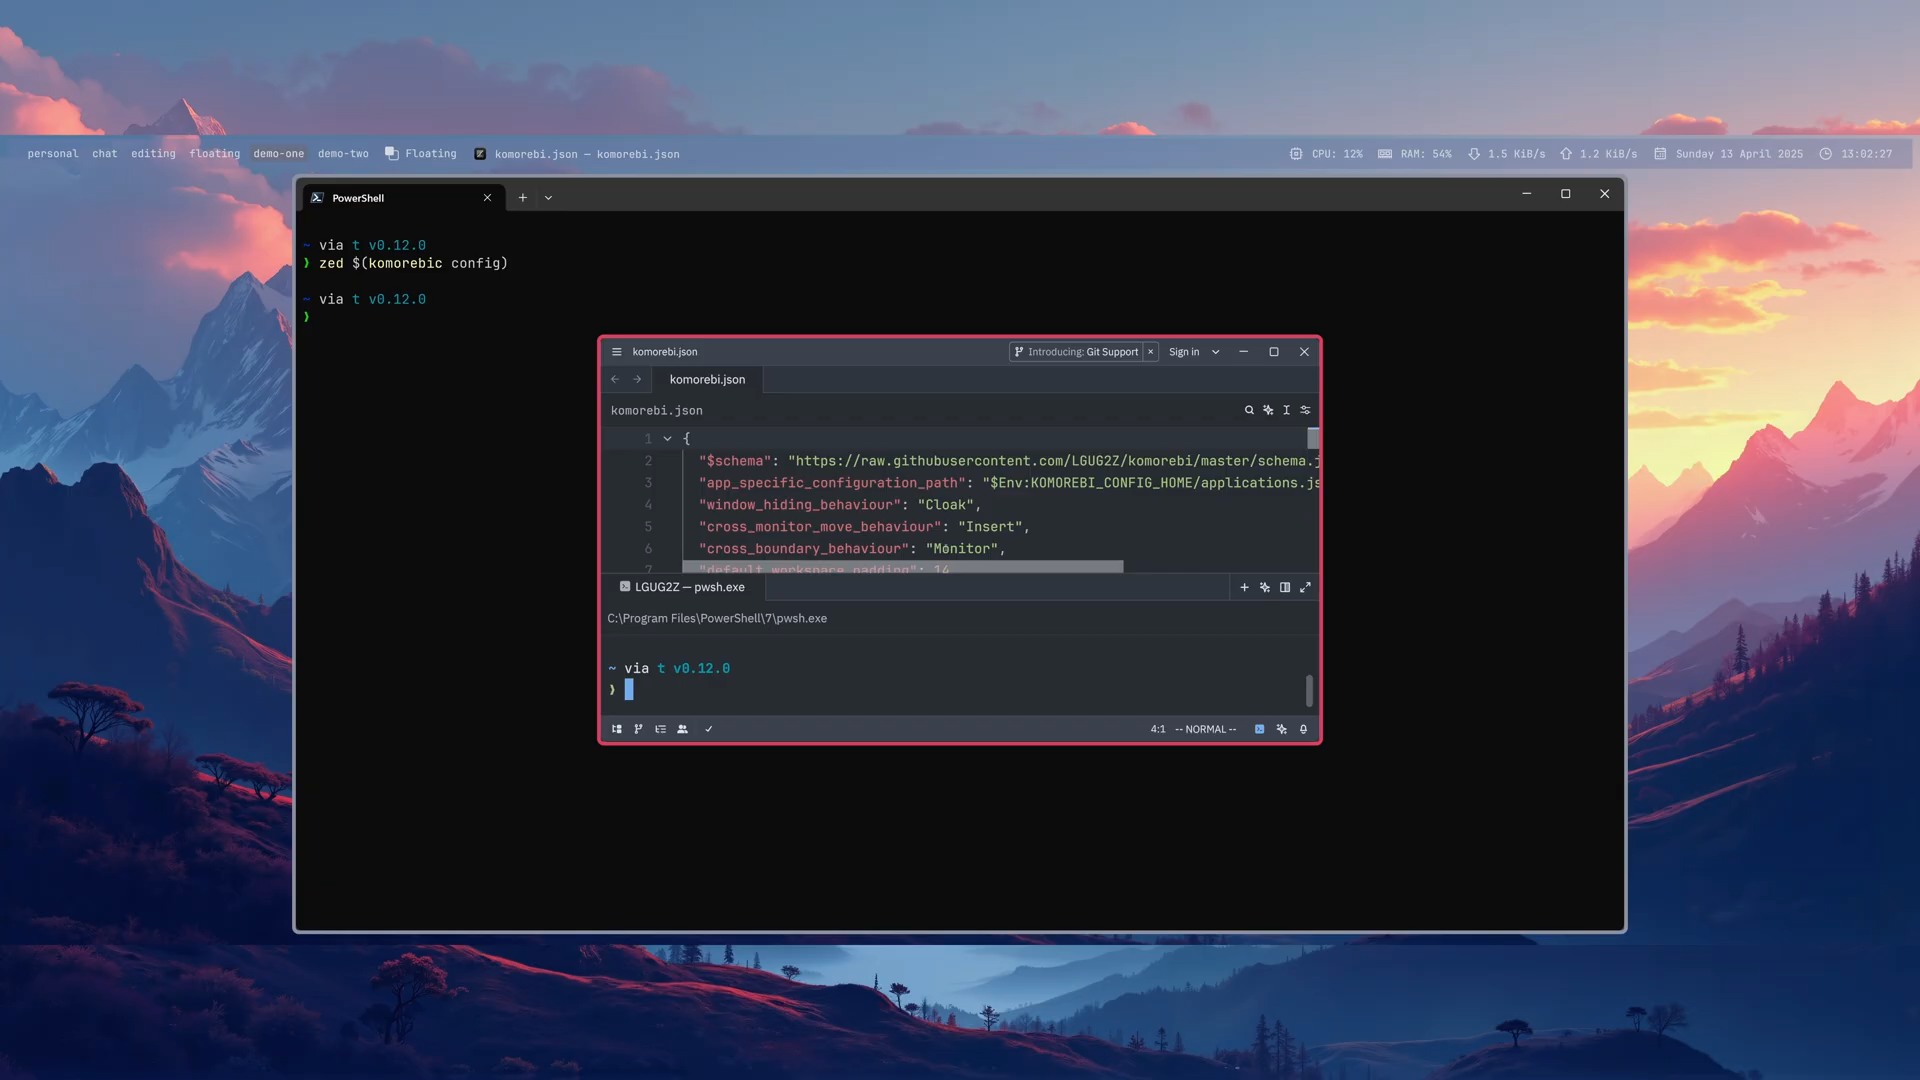 personal chat editing floating demo-one demo-two Floating komorebi.json — komorebi.json CPU: 12% RAM: 54% 1.5 KiB/s 1.2 KiB/s Sunday 13 April 2025 13:02:27
PowerShell
~ via t v0.12.0
❯ zed $(komorebic config)
~ via t v0.12.0
❯
komorebi.json Introducing: Git Support × Sign in
komorebi.json
komorebi.json
1 {
2 "$schema": "https://raw.githubusercontent.com/LGUG2Z/komorebi/master/schema.j
3 "app_specific_configuration_path": "$Env:KOMOREBI_CONFIG_HOME/applications.js
4 "window_hiding_behaviour": "Cloak",
5 "cross_monitor_move_behaviour": "Insert",
6 "cross_boundary_behaviour": "Monitor",
7 "default_workspace_padding": 14
LGUG2Z — pwsh.exe
C:\Program Files\PowerShell\7\pwsh.exe
~ via t v0.12.0
❯
4:1 -- NORMAL --